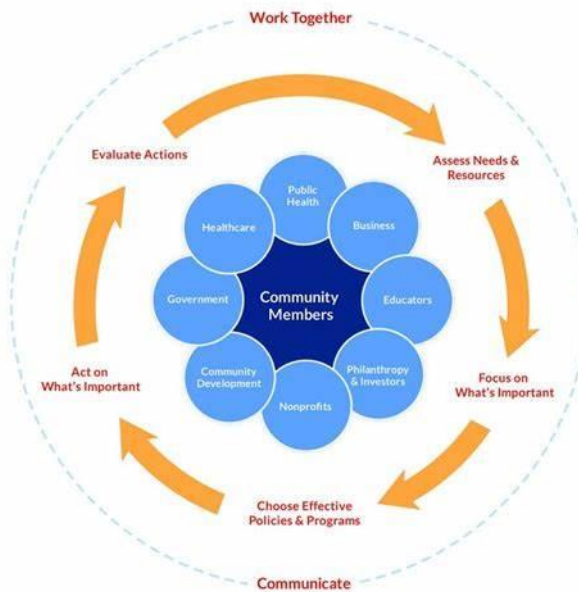 Work Together
Evaluate Actions
Assess Needs &
Resources
Public
Health
Healthcare
Business
Government
Community
Members
Educators
Community
Development
Philanthropy
& Investors
Nonprofits
Act on
What's Important
Focus on
What's Important
Choose Effective
Policies & Programs
Communicate